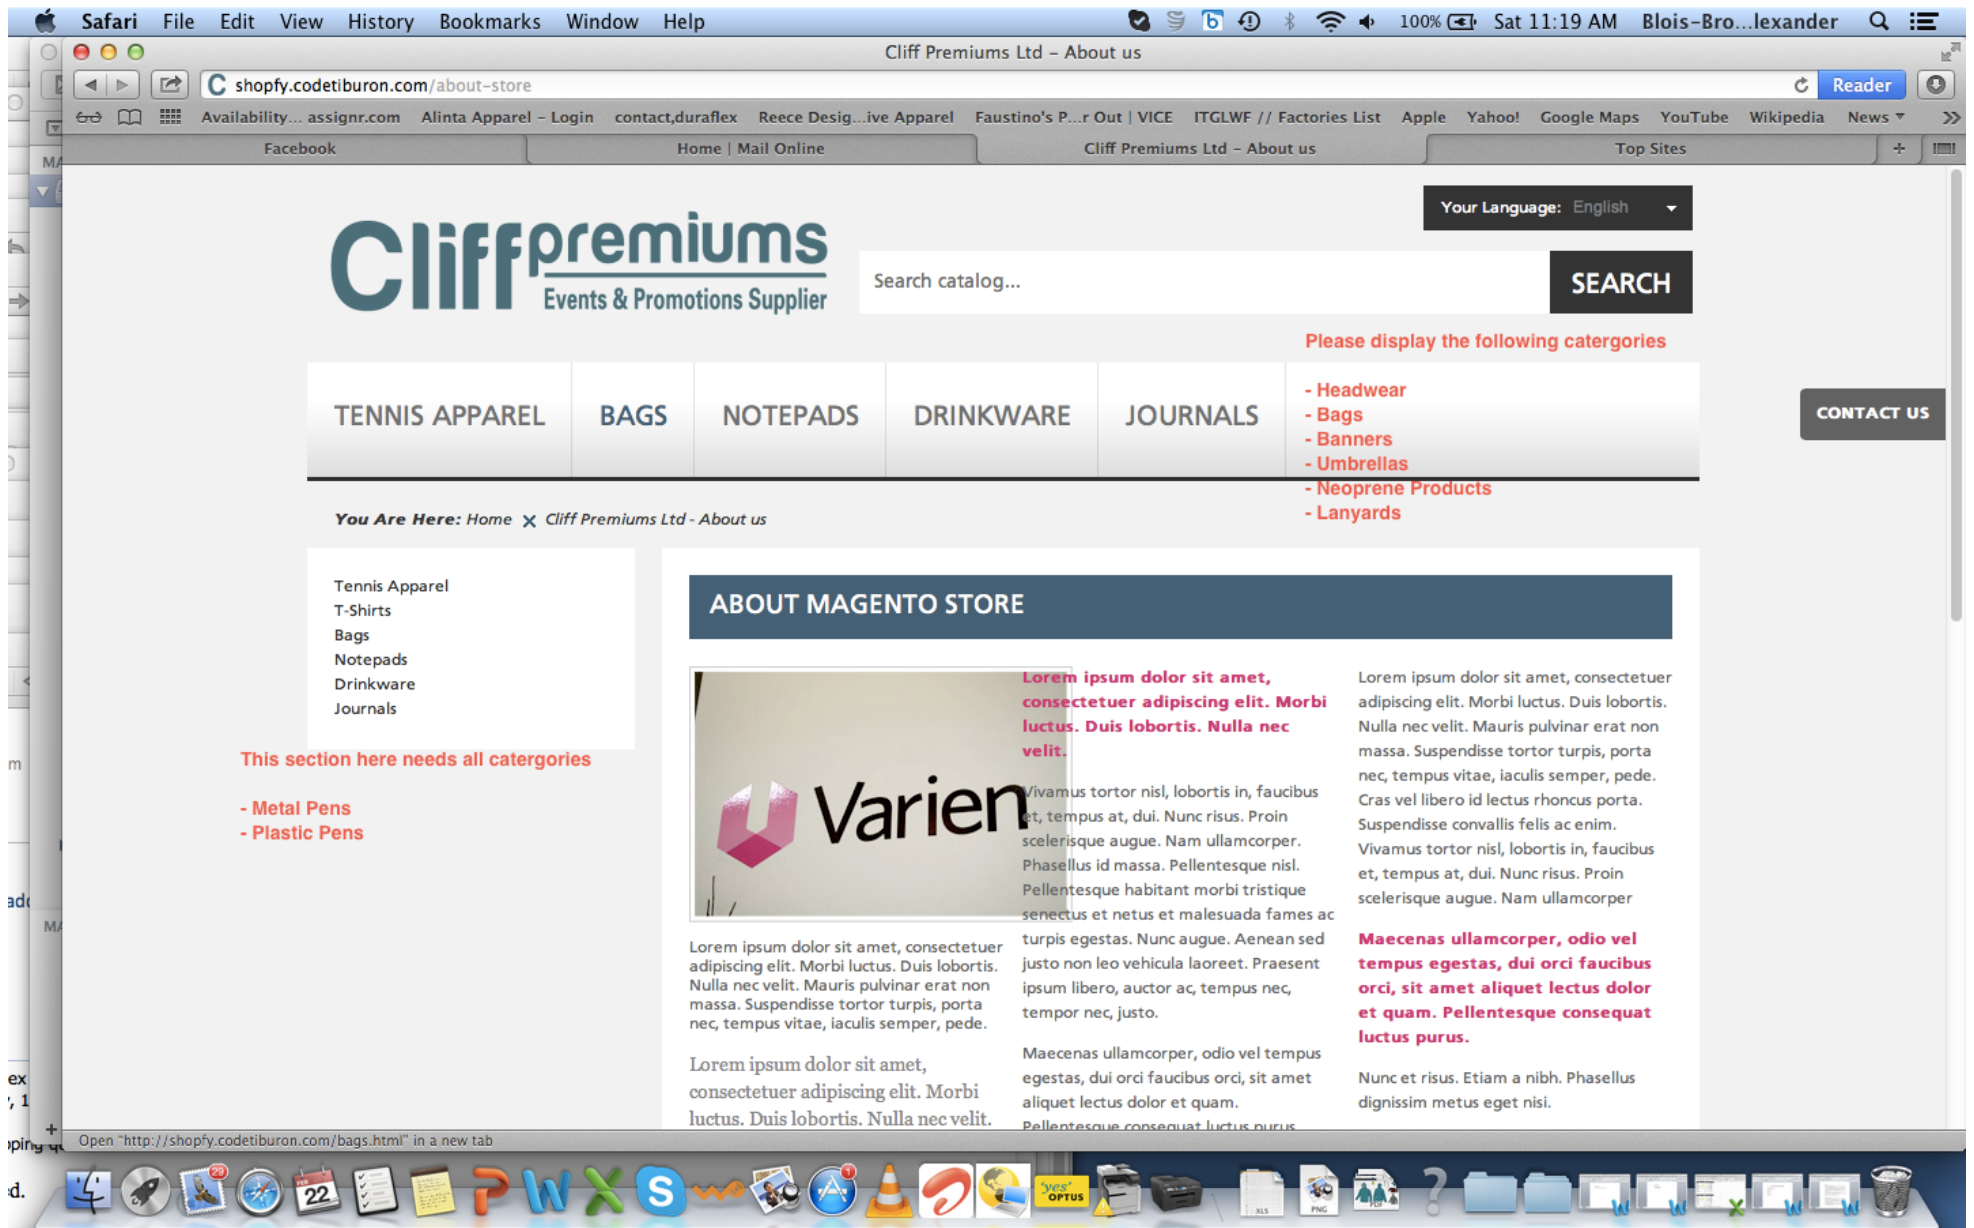 Safari File Edit View History Bookmarks Window Help 100% Sat 11:19 AM Blois-Bro...lexander
Cliff Premiums Ltd – About us
shopfy.codetiburon.com/about-store Reader
Availability... assignr.com Alinta Apparel – Login contact,duraflex Reece Desig...ive Apparel Faustino's P...r Out | VICE ITGLWF // Factories List Apple Yahoo! Google Maps YouTube Wikipedia News
Facebook Home | Mail Online Cliff Premiums Ltd – About us Top Sites
Your Language: English
Cliff premiums
Events & Promotions Supplier
Search catalog... SEARCH
Please display the following catergories
- Headwear
- Bags
- Banners
- Umbrellas
- Neoprene Products
- Lanyards
TENNIS APPAREL BAGS NOTEPADS DRINKWARE JOURNALS
CONTACT US
You Are Here: Home Cliff Premiums Ltd - About us
Tennis Apparel
T-Shirts
Bags
Notepads
Drinkware
Journals
This section here needs all catergories
- Metal Pens
- Plastic Pens
ABOUT MAGENTO STORE
Varien
Lorem ipsum dolor sit amet, consectetuer
adipiscing elit. Morbi luctus. Duis lobortis.
Nulla nec velit. Mauris pulvinar erat non
massa. Suspendisse tortor turpis, porta
nec, tempus vitae, iaculis semper, pede.
Lorem ipsum dolor sit amet,
consectetuer adipiscing elit. Morbi
luctus. Duis lobortis. Nulla nec velit.
Lorem ipsum dolor sit amet,
consectetuer adipiscing elit. Morbi
luctus. Duis lobortis. Nulla nec
velit.
Vivamus tortor nisl, lobortis in, faucibus
et, tempus at, dui. Nunc risus. Proin
scelerisque augue. Nam ullamcorper.
Phasellus id massa. Pellentesque nisl.
Pellentesque habitant morbi tristique
senectus et netus et malesuada fames ac
turpis egestas. Nunc augue. Aenean sed
justo non leo vehicula laoreet. Praesent
ipsum libero, auctor ac, tempus nec,
tempor nec, justo.
Maecenas ullamcorper, odio vel tempus
egestas, dui orci faucibus orci, sit amet
aliquet lectus dolor et quam.
Pellentesque consequat luctus purus
Lorem ipsum dolor sit amet, consectetuer
adipiscing elit. Morbi luctus. Duis lobortis.
Nulla nec velit. Mauris pulvinar erat non
massa. Suspendisse tortor turpis, porta
nec, tempus vitae, iaculis semper, pede.
Cras vel libero id lectus rhoncus porta.
Suspendisse convallis felis ac enim.
Vivamus tortor nisl, lobortis in, faucibus
et, tempus at, dui. Nunc risus. Proin
scelerisque augue. Nam ullamcorper
Maecenas ullamcorper, odio vel
tempus egestas, dui orci faucibus
orci, sit amet aliquet lectus dolor
et quam. Pellentesque consequat
luctus purus.
Nunc et risus. Etiam a nibh. Phasellus
dignissim metus eget nisi.
Open "http://shopfy.codetiburon.com/bags.html" in a new tab
29
FEB
22
1
'yes'
OPTUS
XLS
PNG
PDF